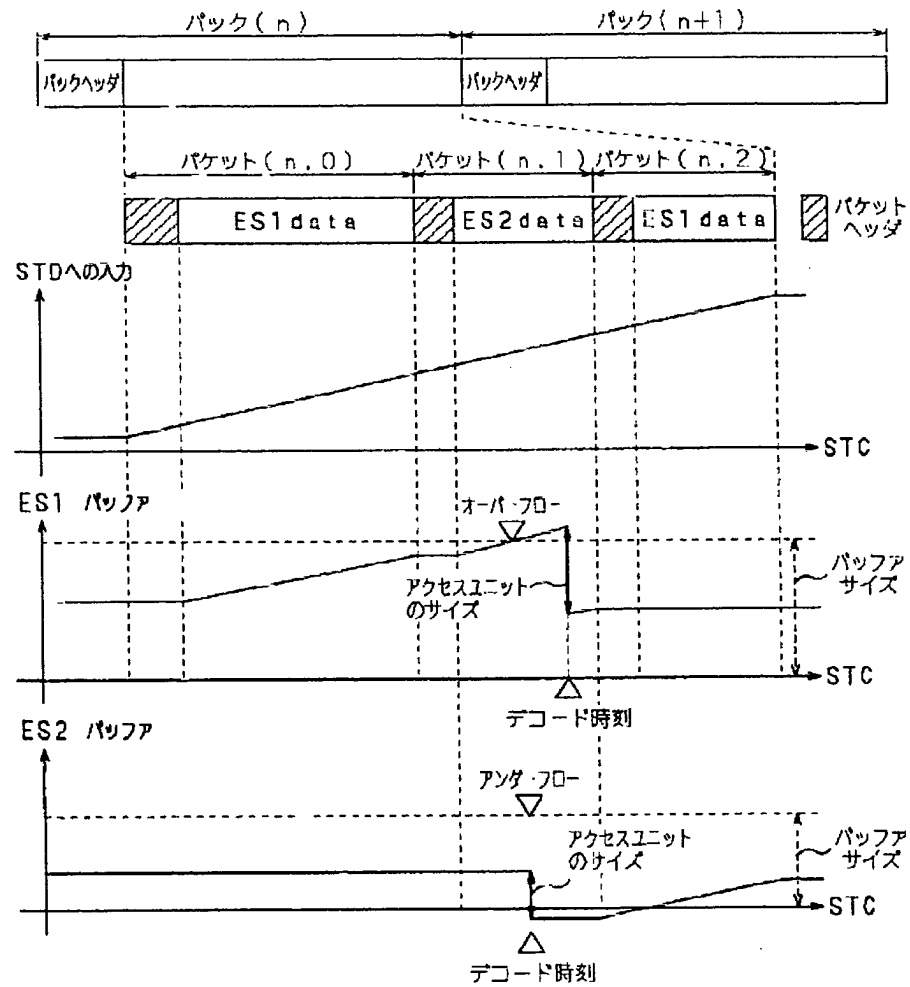 パック(n)
パック(n+1)
パックヘッダ
パックヘッダ
パケット(n,0)
パケット(n,1)
パケット(n,2)
ES1data
ES2data
ES1data
パケット
ヘッダ
STDへの入力
STC
ES1 バッファ
オーバ·フロー
アクセスユニット
のサイズ
バッファ
サイズ
STC
デコード時刻
ES2 バッファ
アンダ·フロー
アクセスユニット
のサイズ
バッファ
サイズ
STC
デコード時刻